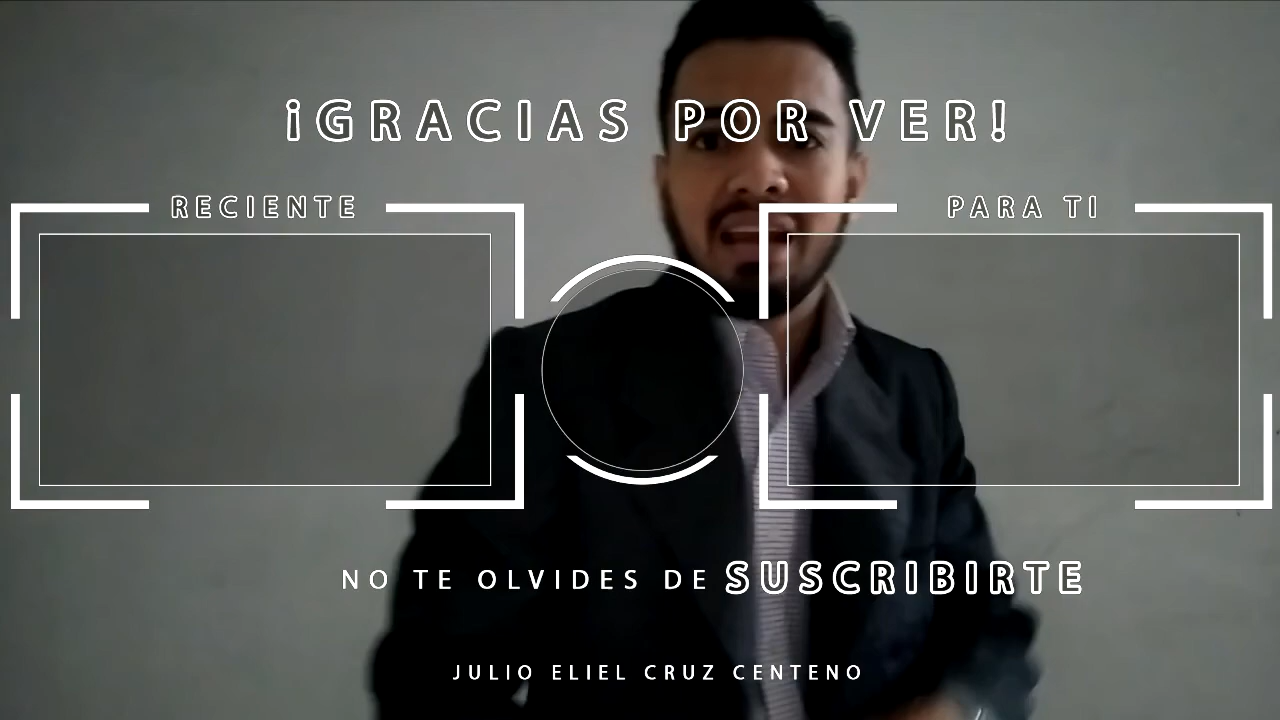 ¡GRACIAS POR VER!
RECIENTE
PARA TI
NO TE OLVIDES DE SUSCRIBIRTE
JULIO ELIEL CRUZ CENTENO